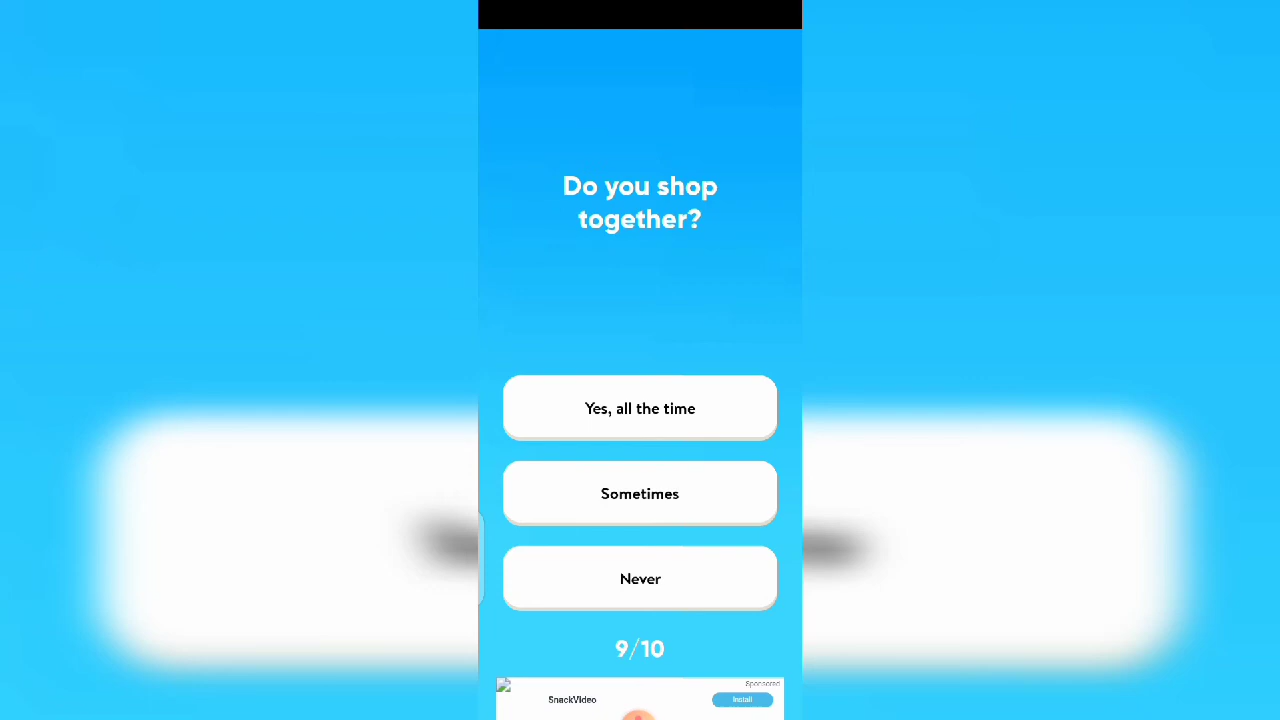 Do you shop
together?
Yes, all the time
Sometimes
Never
9/10
Sponsored
SnackVideo
Install